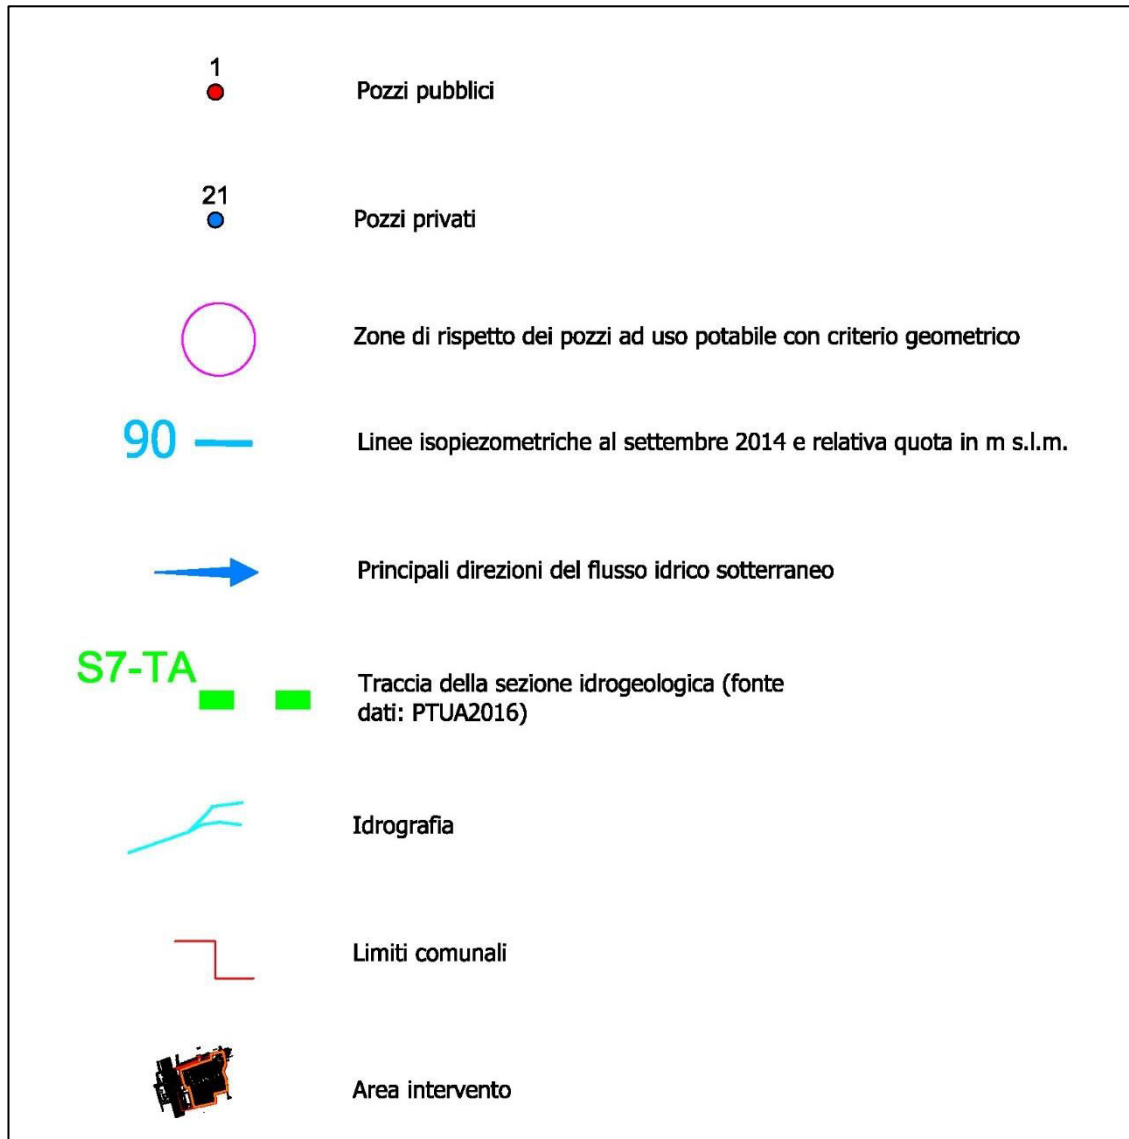 1
Pozzi pubblici
21
Pozzi privati
Zone di rispetto dei pozzi ad uso potabile con criterio geometrico
90
Linee isopiezometriche al settembre 2014 e relativa quota in m s.l.m.
Principali direzioni del flusso idrico sotterraneo
S7-TA
Traccia della sezione idrogeologica (fonte
dati: PTUA2016)
Idrografia
Limiti comunali
Area intervento